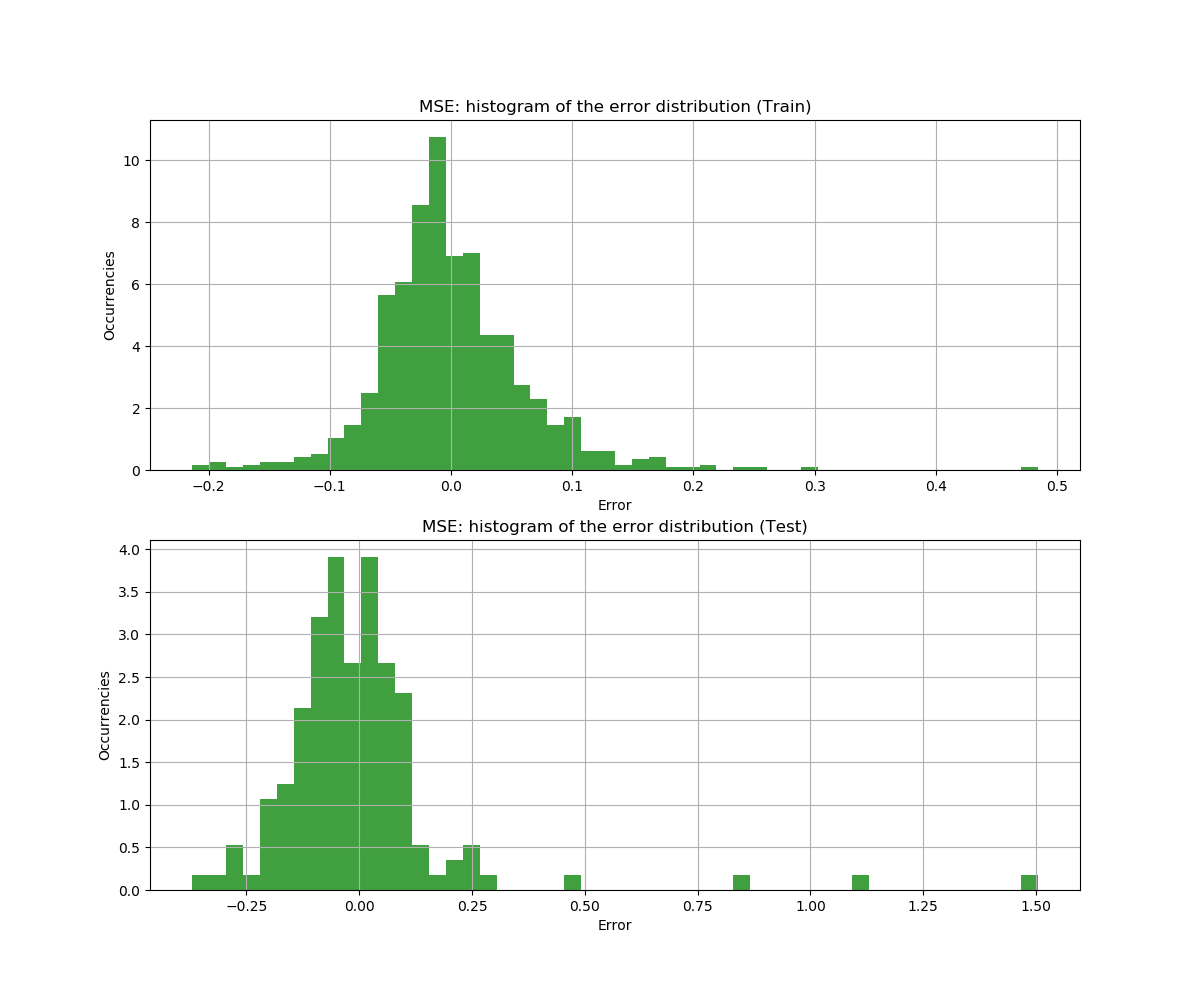 MSE: histogram of the error distribution (Train)
10
8
6
4
2
0
Occurrencies
−0.2 −0.1 0.0 0.1 0.2 0.3 0.4 0.5
Error
MSE: histogram of the error distribution (Test)
4.0
3.5
3.0
2.5
2.0
1.5
1.0
0.5
0.0
Occurrencies
−0.25 0.00 0.25 0.50 0.75 1.00 1.25 1.50
Error